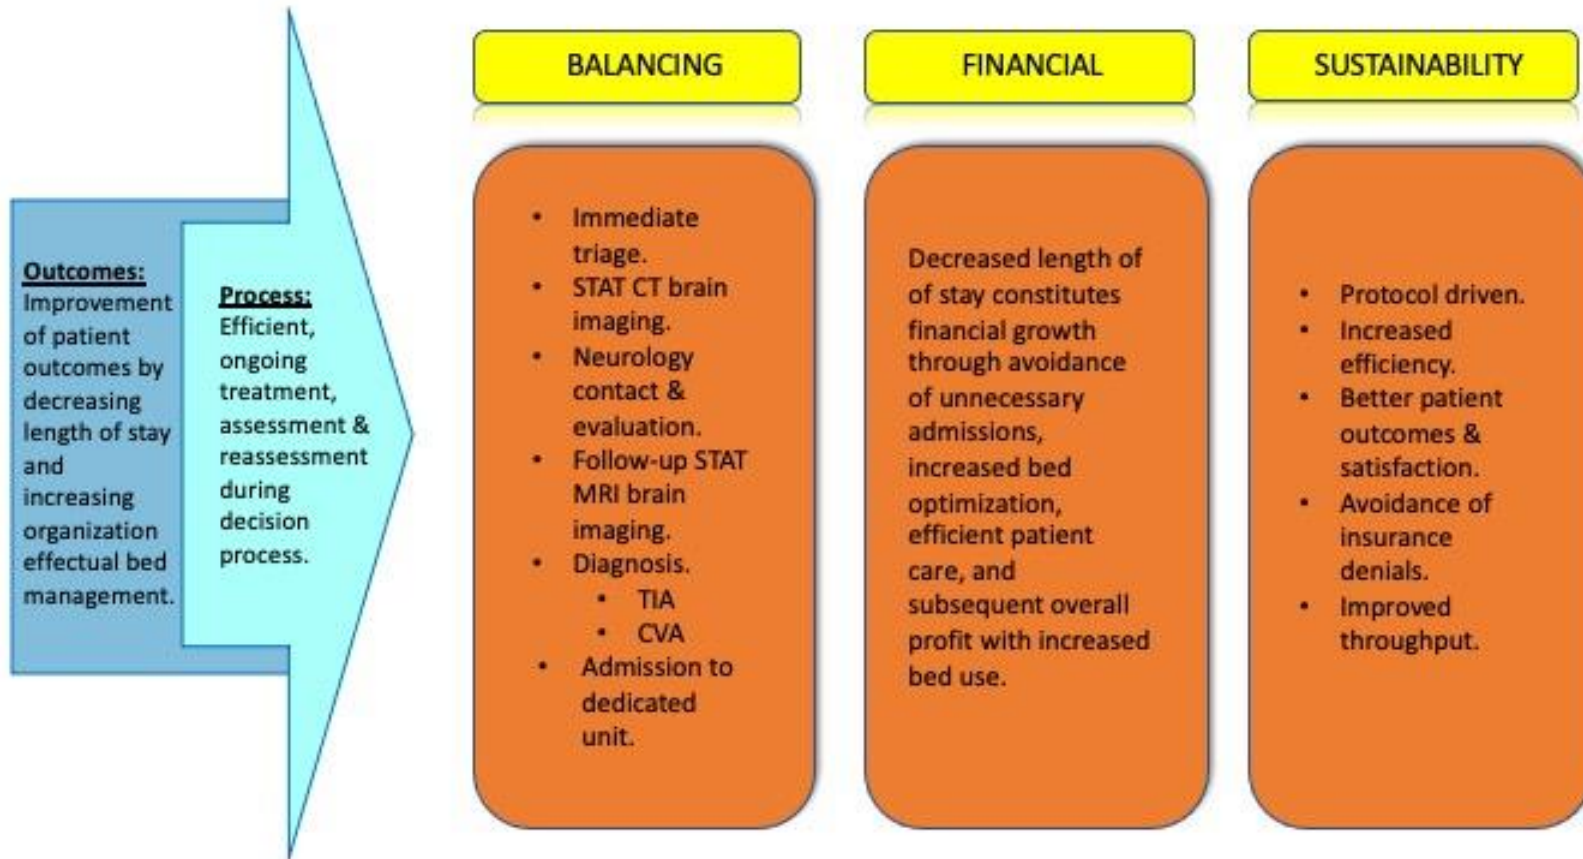 Outcomes:
Improvement
of patient
outcomes by
decreasing
length of stay
and
increasing
organization
effectual bed
management.
Process:
Efficient,
ongoing
treatment,
assessment &
reassessment
during
decision
process.
BALANCING
• Immediate
triage.
• STAT CT brain
imaging.
• Neurology
contact &
evaluation.
• Follow-up STAT
MRI brain
imaging.
• Diagnosis.
• TIA
• CVA
• Admission to
dedicated
unit.
FINANCIAL
Decreased length of
of stay constitutes
financial growth
through avoidance
of unnecessary
admissions,
increased bed
optimization,
efficient patient
care, and
subsequent overall
profit with increased
bed use.
SUSTAINABILITY
• Protocol driven.
• Increased
efficiency.
• Better patient
outcomes &
satisfaction.
• Avoidance of
insurance
denials.
• Improved
throughput.